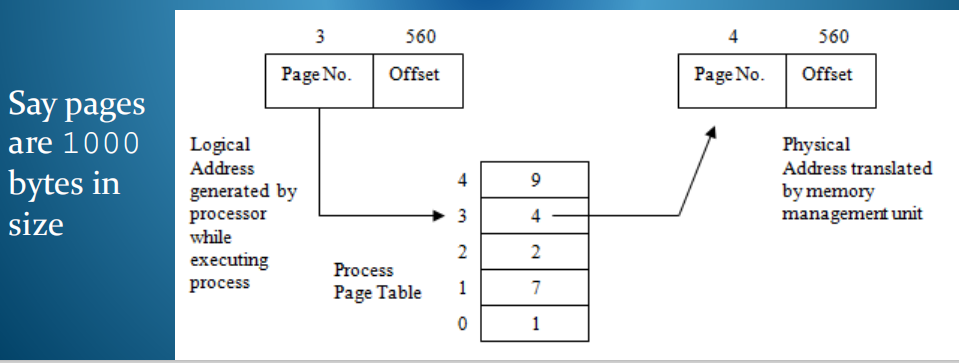 Say pages
are 1000
bytes in
size
3 560
Page No. Offset
4 560
Page No. Offset
Logical
Address
generated by
processor
while
executing
process
Process
Page Table
4 9
3 4
2 2
1 7
0 1
Physical
Address translated
by memory
management unit